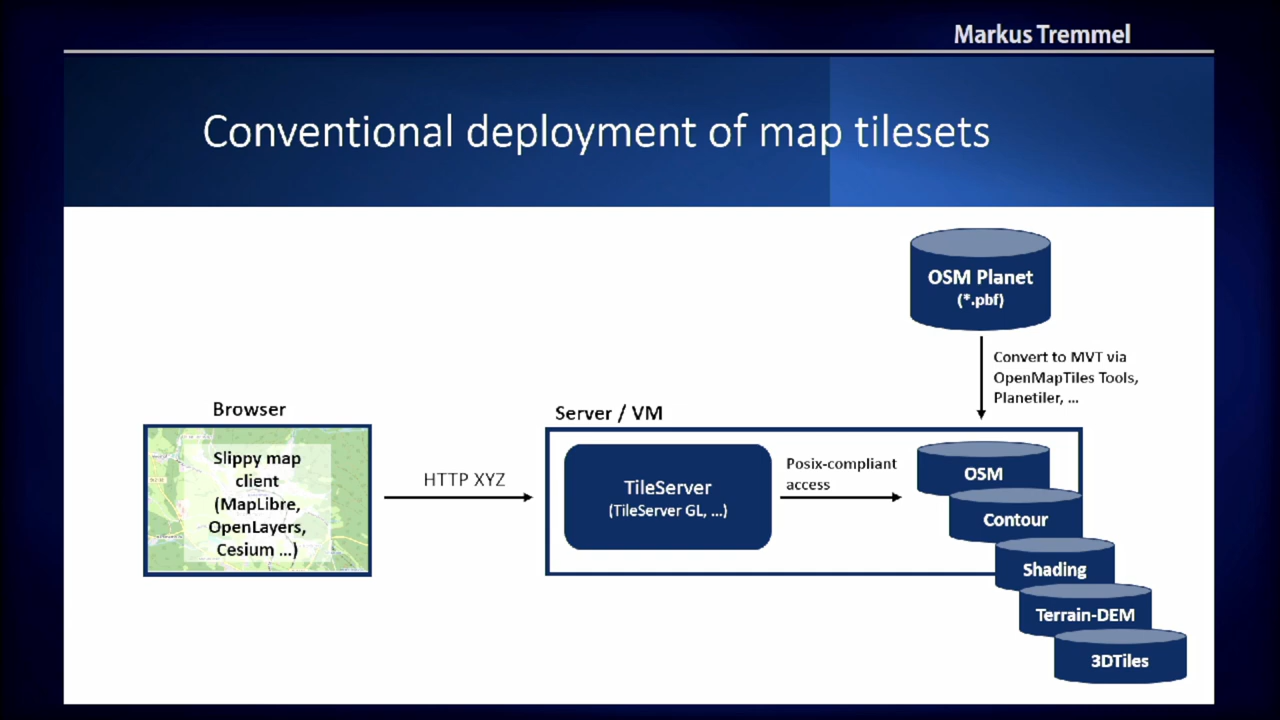 Markus Tremmel
Conventional deployment of map tilesets
OSM Planet
(*.pbf)
Convert to MVT via
OpenMapTiles Tools,
Planetiler, ...
Browser
Slippy map
client
(MapLibre,
OpenLayers,
Cesium ...)
HTTP XYZ
Server / VM
TileServer
(TileServer GL, ...)
Posix-compliant
access
OSM
Contour
Shading
Terrain-DEM
3DTiles